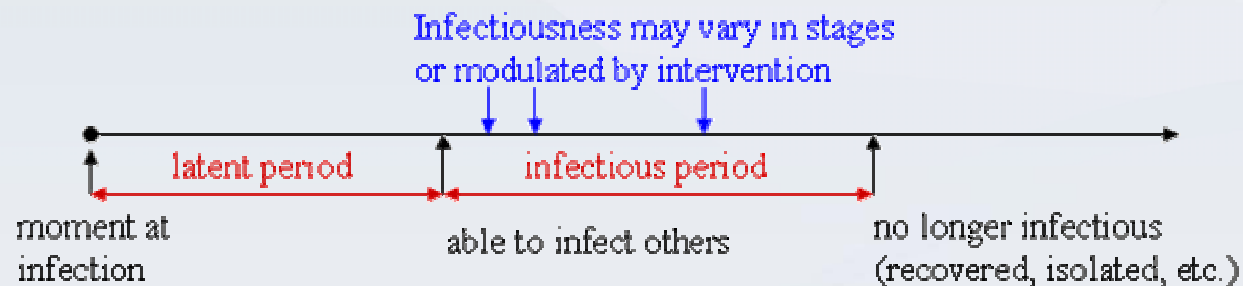 Infectiousness may vary in stages
or modulated by intervention
latent period
infectious period
moment at
infection
able to infect others
no longer infectious
(recovered, isolated, etc.)